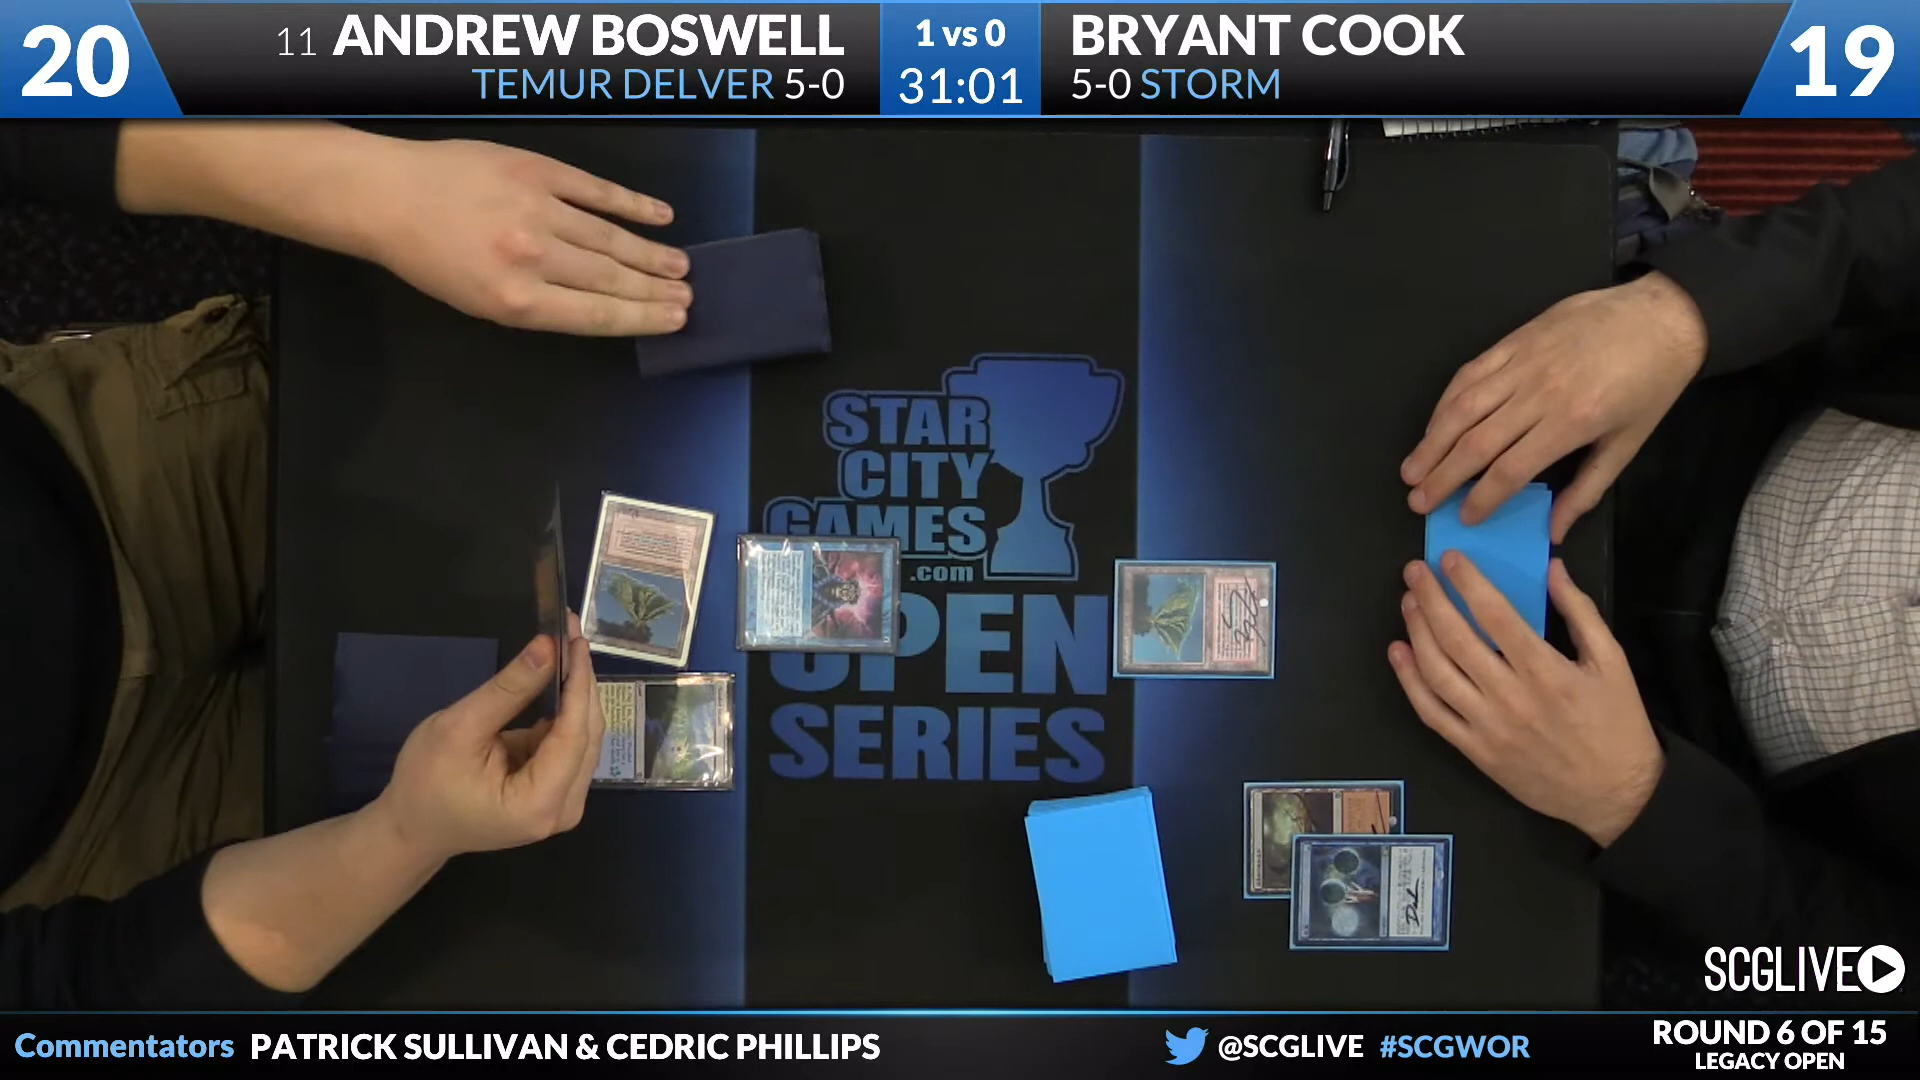 20
11 ANDREW BOSWELL
TEMUR DELVER 5-0
1 vs 0
31:01
BRYANT COOK
5-0 STORM
19
STAR
CITY
GAMES
.com
OPEN
SERIES
SCGLIVE
Commentators PATRICK SULLIVAN & CEDRIC PHILLIPS
@SCGLIVE #SCGWOR
ROUND 6 OF 15
LEGACY OPEN